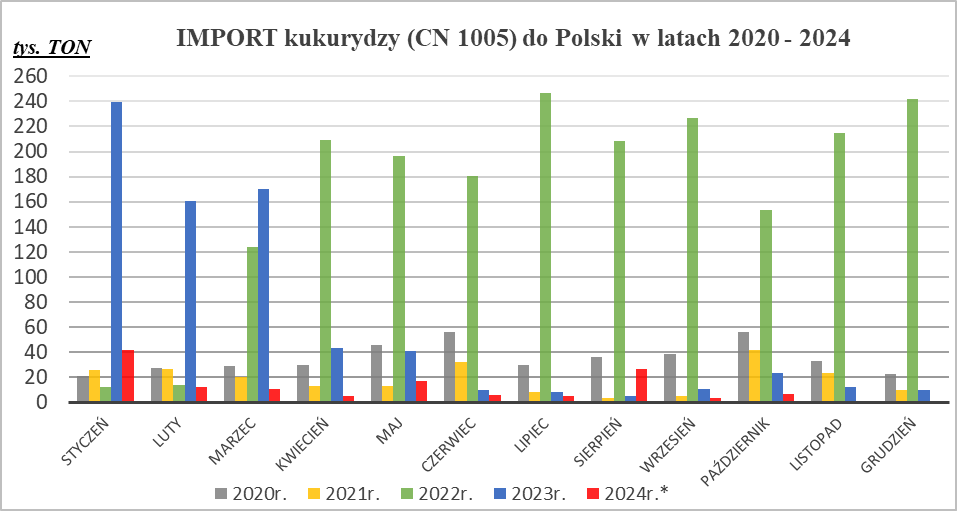 IMPORT kukurydzy (CN 1005) do Polski w latach 2020 - 2024
tys. TON
260
240
220
200
180
160
140
120
100
80
60
40
20
0
STYCZEŃ
LUTY
MARZEC
KWIECIEŃ
MAJ
CZERWIEC
LIPIEC
SIERPIEŃ
WRZESIEŃ
PAŹDZIERNIK
LISTOPAD
GRUDZIEŃ
2020r. 2021r. 2022r. 2023r. 2024r.*